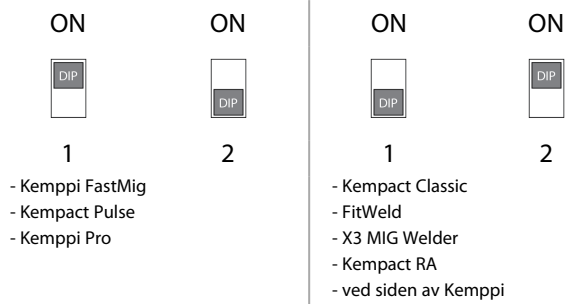 ON ON
DIP DIP
1 2
- Kemppi FastMig
- Kempact Pulse
- Kemppi Pro
ON ON
DIP DIP
1 2
- Kempact Classic
- FitWeld
- X3 MIG Welder
- Kempact RA
- ved siden av Kemppi